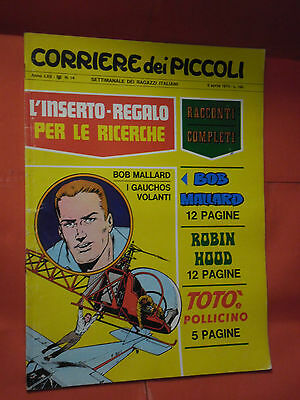 CORRIERE dei PICCOLI
SETTIMANALE DEI RAGAZZI ITALIANI
L'INSERTO-REGALO
PER LE RICERCHE
RACCONTI
COMPLETI
BOB MALLARD
I GAUCHOS
VOLANTI
BOB
MALLARD
12 PAGINE
ROBIN
HOOD
12 PAGINE
TOTÒ e
POLLICINO
5 PAGINE